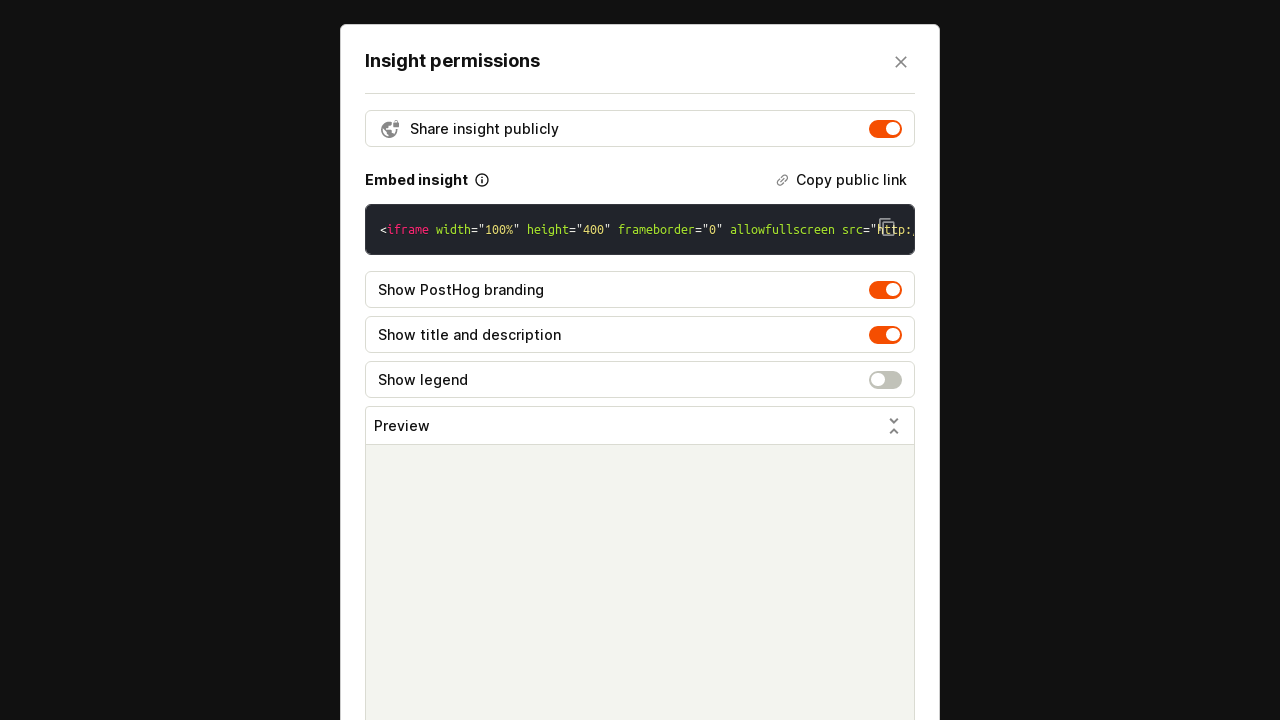 Insight permissions
Share insight publicly
Embed insight
Copy public link
<iframe width="100%" height="400" frameborder="0" allowfullscreen src="http:/
Show PostHog branding
Show title and description
Show legend
Preview